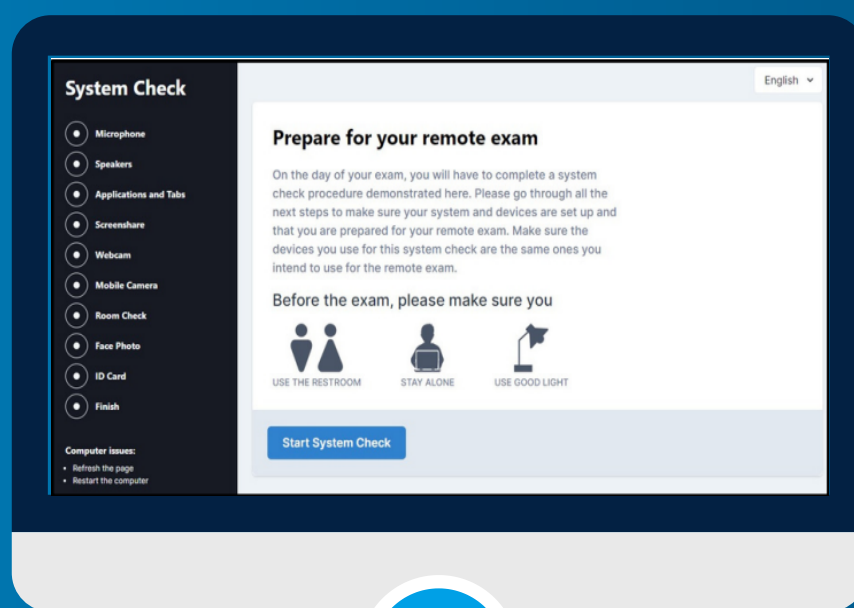 System Check
Microphone
Speakers
Applications and Tabs
Screenshare
Webcam
Mobile Camera
Room Check
Face Photo
ID Card
Finish
Computer issues:
• Refresh the page
• Restart the computer
English
Prepare for your remote exam
On the day of your exam, you will have to complete a system
check procedure demonstrated here. Please go through all the
next steps to make sure your system and devices are set up and
that you are prepared for your remote exam. Make sure the
devices you use for this system check are the same ones you
intend to use for the remote exam.
Before the exam, please make sure you
USE THE RESTROOM
STAY ALONE
USE GOOD LIGHT
Start System Check